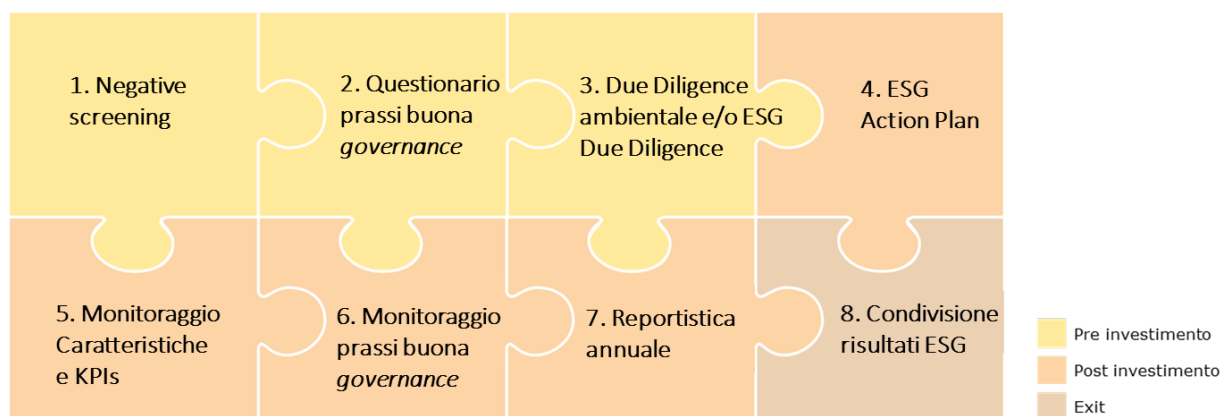 1. Negative
screening
2. Questionario
prassi buona
governance
3. Due Diligence
ambientale e/o ESG
Due Diligence
4. ESG
Action Plan
5. Monitoraggio
Caratteristiche
e KPIs
6. Monitoraggio
prassi buona
governance
7. Reportistica
annuale
8. Condivisione
risultati ESG
Pre investimento
Post investimento
Exit